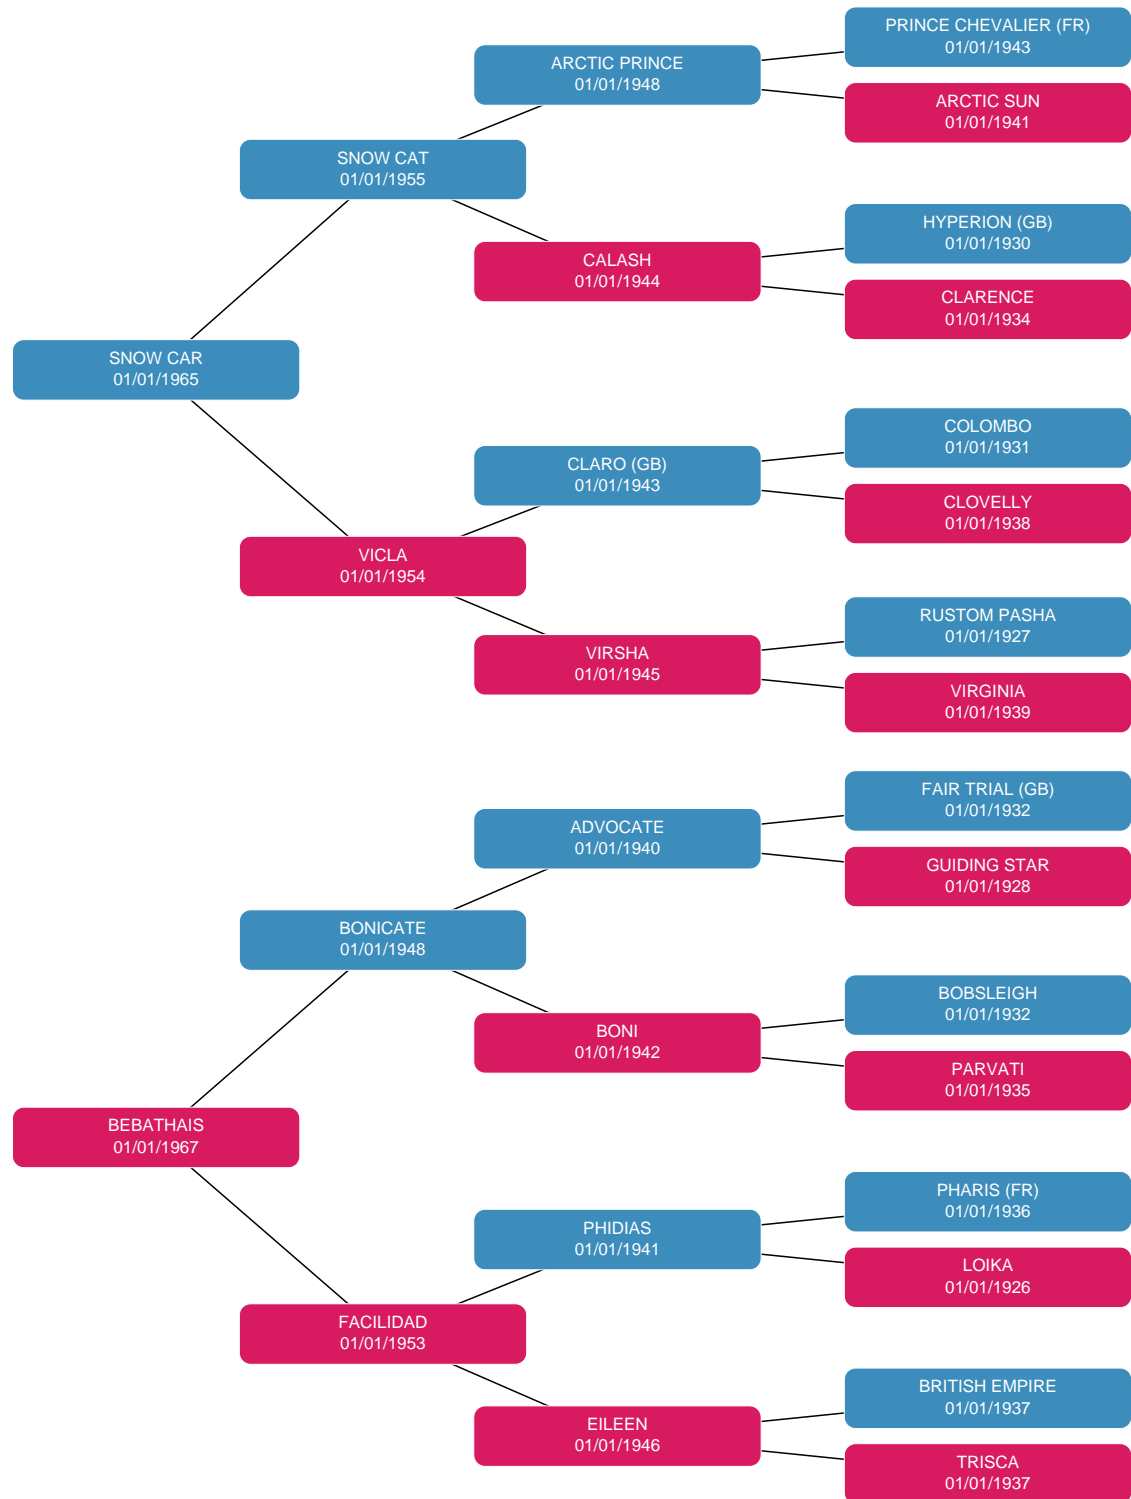 PRINCE CHEVALIER (FR)
01/01/1943
ARCTIC PRINCE
01/01/1948
ARCTIC SUN
01/01/1941
SNOW CAT
01/01/1955
HYPERION (GB)
01/01/1930
CALASH
01/01/1944
CLARENCE
01/01/1934
SNOW CAR
01/01/1965
COLOMBO
01/01/1931
CLARO (GB)
01/01/1943
CLOVELLY
01/01/1938
VICLA
01/01/1954
RUSTOM PASHA
01/01/1927
VIRSHA
01/01/1945
VIRGINIA
01/01/1939
FAIR TRIAL (GB)
01/01/1932
ADVOCATE
01/01/1940
GUIDING STAR
01/01/1928
BONICATE
01/01/1948
BOBSLEIGH
01/01/1932
BONI
01/01/1942
PARVATI
01/01/1935
BEBATHAIS
01/01/1967
PHARIS (FR)
01/01/1936
PHIDIAS
01/01/1941
LOIKA
01/01/1926
FACILIDAD
01/01/1953
BRITISH EMPIRE
01/01/1937
EILEEN
01/01/1946
TRISCA
01/01/1937